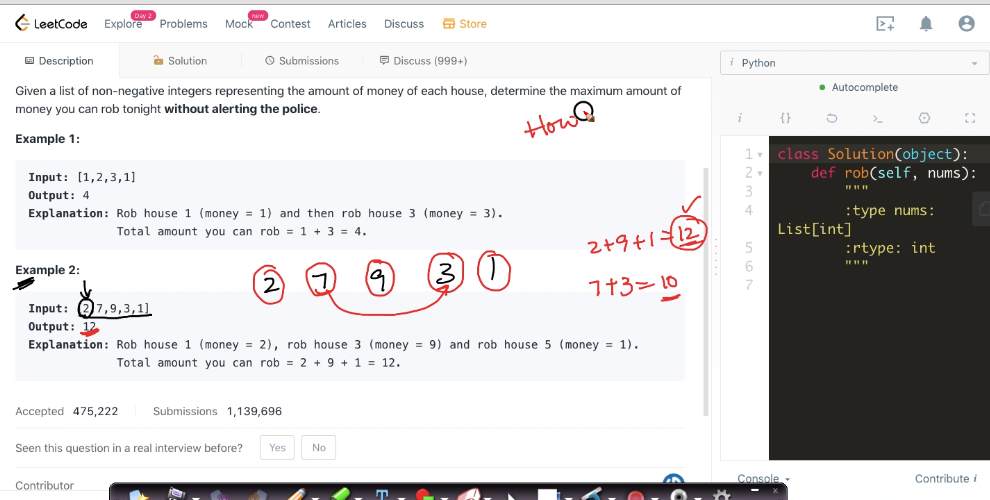 LeetCode Explore Day 2 Problems Mock new Contest Articles Discuss Store
Description Solution Submissions Discuss (999+)
i Python
Autocomplete
Given a list of non-negative integers representing the amount of money of each house, determine the maximum amount of
money you can rob tonight without alerting the police.
How
Example 1:
Input: [1,2,3,1]
Output: 4
Explanation: Rob house 1 (money = 1) and then rob house 3 (money = 3).
Total amount you can rob = 1 + 3 = 4.
2+9+1=12
7+3=10
Example 2:
2 7 9 3 1
Input: [2,7,9,3,1]
Output: 12
Explanation: Rob house 1 (money = 2), rob house 3 (money = 9) and rob house 5 (money = 1).
Total amount you can rob = 2 + 9 + 1 = 12.
Accepted 475,222 Submissions 1,139,696
Seen this question in a real interview before? Yes No
Contributor
i {} >_
1 class Solution(object):
2 def rob(self, nums):
3 """
4 :type nums:
List[int]
5 :rtype: int
6 """
7
Console Contribute i